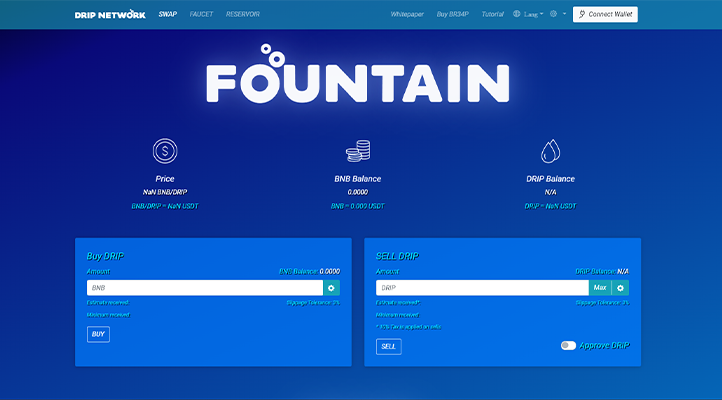 DRIP NETWORK SWAP FAUCET RESERVOIR Whitepaper Buy BR34P Tutorial Lang Connect Wallet
FOUNTAIN
Price BNB Balance DRIP Balance
NaN BNB/DRIP 0.0000 N/A
BNB/DRIP = NaN USDT BNB = 0.000 USDT DRIP = NaN USDT
Buy DRIP
Amount BNB Balance: 0.0000
BNB
Estimate received: Slippage Tolerance: 3%
Minimum received
BUY
SELL DRIP
Amount DRIP Balance: N/A
DRIP Max
Estimate received* Slippage Tolerance: 3%
Minimum received
* 10% Tax is applied on sells
SELL Approve DRIP